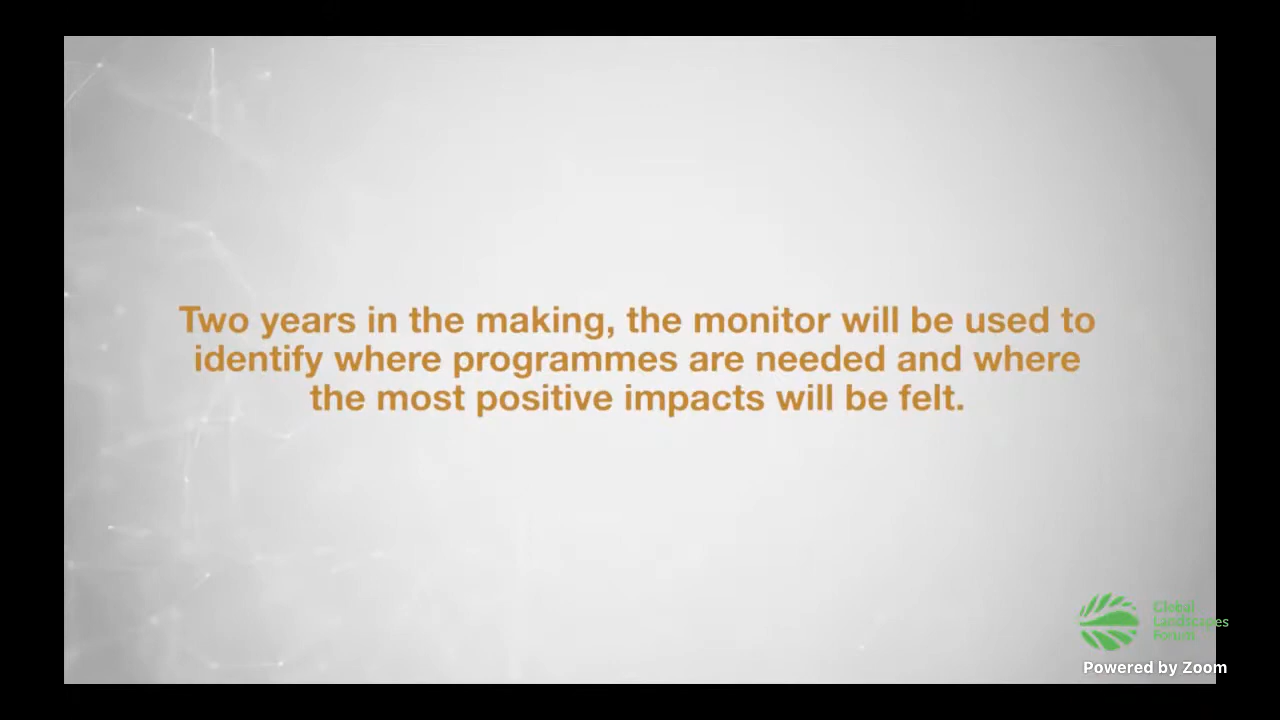 Two years in the making, the monitor will be used to
identify where programmes are needed and where
the most positive impacts will be felt.
Global
Landscapes
Forum
Powered by Zoom